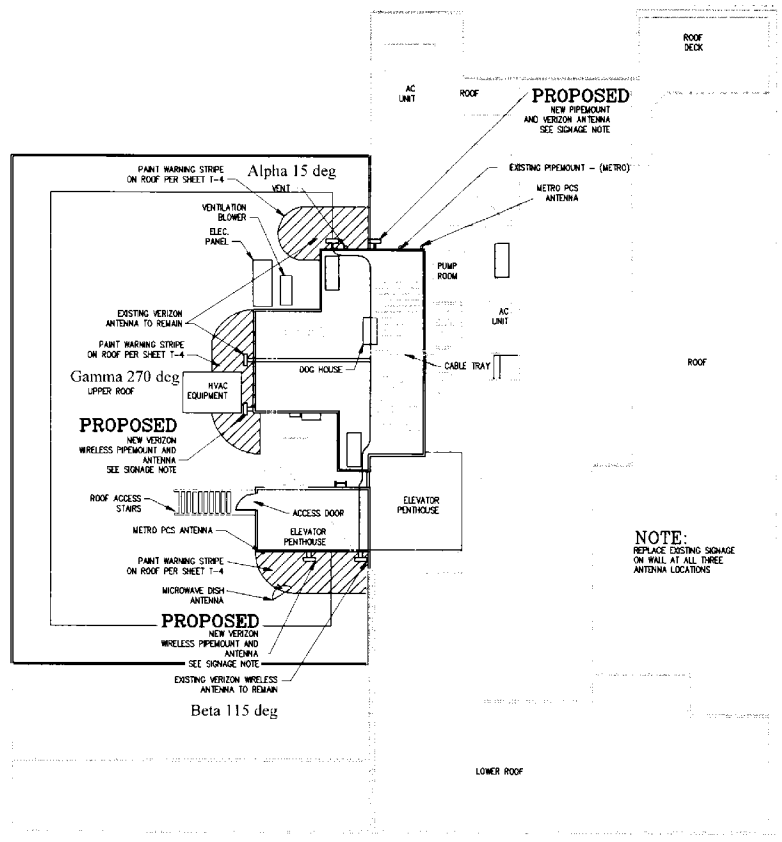 ROOF
DECK
AC
UNIT
ROOF
PROPOSED
NEW PIPEMOUNT
AND VERIZON ANTENNA
SEE SIGNAGE NOTE
PAINT WARNING STRIPE
ON ROOF PER SHEET T-4
Alpha 15 deg
VENT
EXISTING PIPEMOUNT - (METRO)
METRO PCS
ANTENNA
VENTILATION
BLOWER
ELEC.
PANEL
PUMP
ROOM
AC
UNIT
EXISTING VERIZON
ANTENNA TO REMAIN
PAINT WARNING STRIPE
ON ROOF PER SHEET T-4
Gamma 270 deg
UPPER ROOF
HVAC
EQUIPMENT
DOG HOUSE
CABLE TRAY
ROOF
PROPOSED
NEW VERIZON
WIRELESS PIPEMOUNT AND
ANTENNA
SEE SIGNAGE NOTE
ROOF ACCESS
STAIRS
ACCESS DOOR
ELEVATOR
PENTHOUSE
ELEVATOR
PENTHOUSE
METRO PCS ANTENNA
NOTE:
REPLACE EXISTING SIGNAGE
ON WALL AT ALL THREE
ANTENNA LOCATIONS
PAINT WARNING STRIPE
ON ROOF PER SHEET T-4
MICROWAVE DISH
ANTENNA
PROPOSED
NEW VERIZON
WIRELESS PIPEMOUNT AND
ANTENNA
SEE SIGNAGE NOTE
EXISTING VERIZON WIRELESS
ANTENNA TO REMAIN
Beta 115 deg
LOWER ROOF